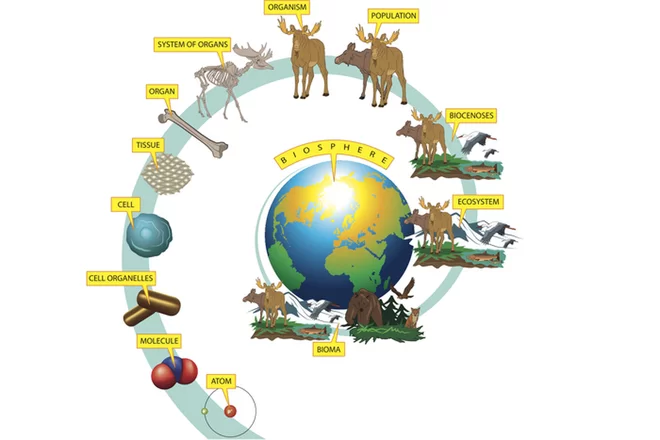 ORGANISM
POPULATION
SYSTEM OF ORGANS
ORGAN
BIOCENOSES
TISSUE
BIOSPHERE
CELL
ECOSYSTEM
CELL ORGANELLES
MOLECULE
BIOMA
ATOM